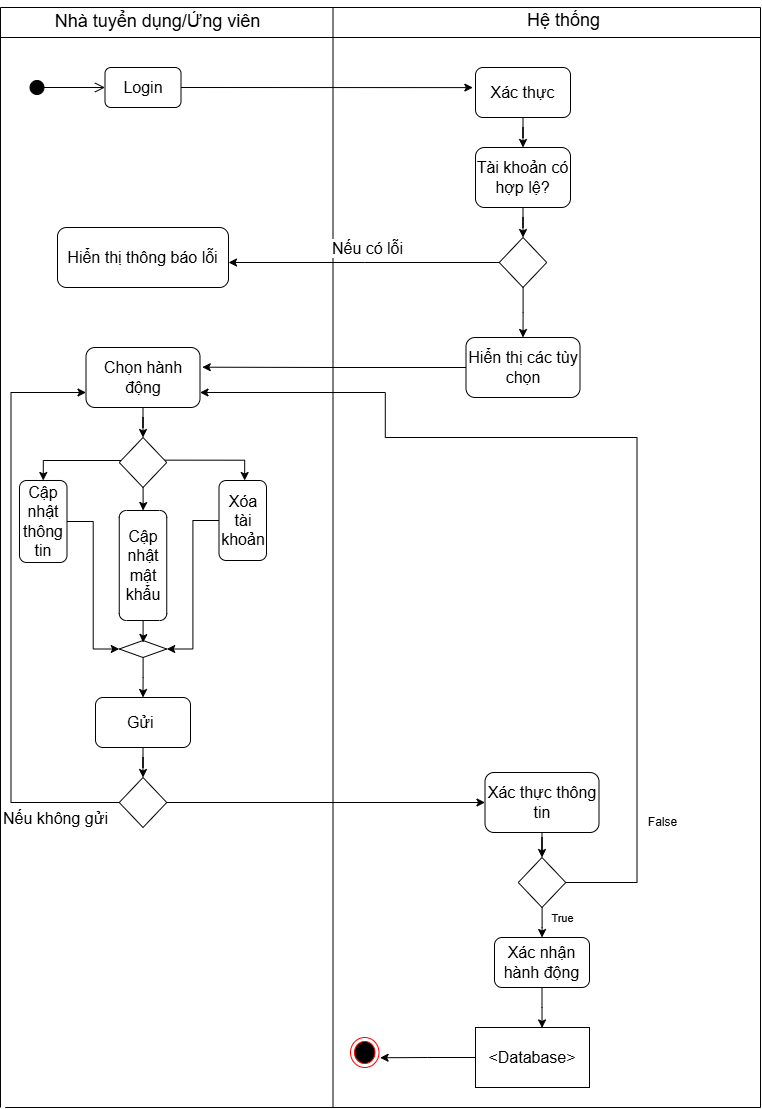 Nhà tuyển dụng/Ứng viên
Hệ thống
Login
Xác thực
Tài khoản có
hợp lệ?
Nếu có lỗi
Hiển thị thông báo lỗi
Hiển thị các tùy
chọn
Chọn hành
động
Cập
nhật
thông
tin
Cập
nhật
mật
khẩu
Xóa
tài
khoản
Gửi
Nếu không gửi
Xác thực thông
tin
False
True
Xác nhận
hành động
<Database>